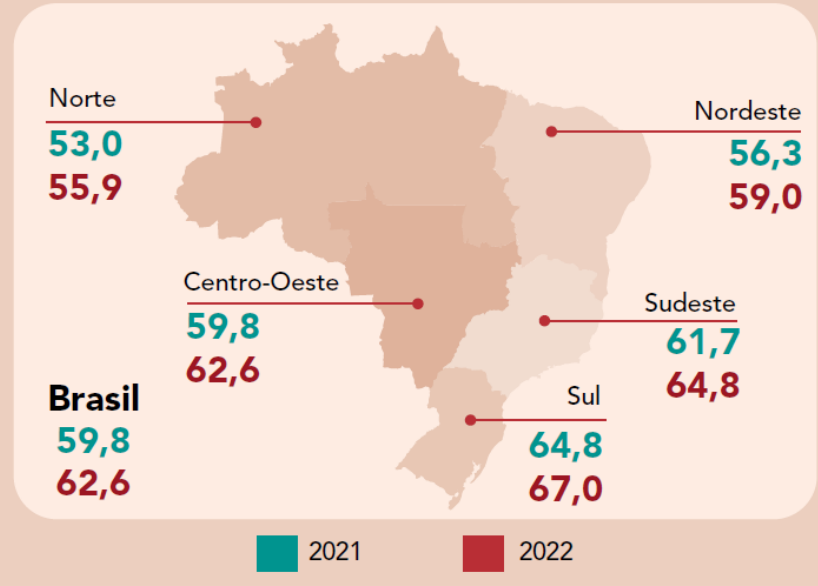 Norte
53,0
55,9
Nordeste
56,3
59,0
Centro-Oeste
59,8
62,6
Sudeste
61,7
64,8
Brasil
59,8
62,6
Sul
64,8
67,0
2021
2022